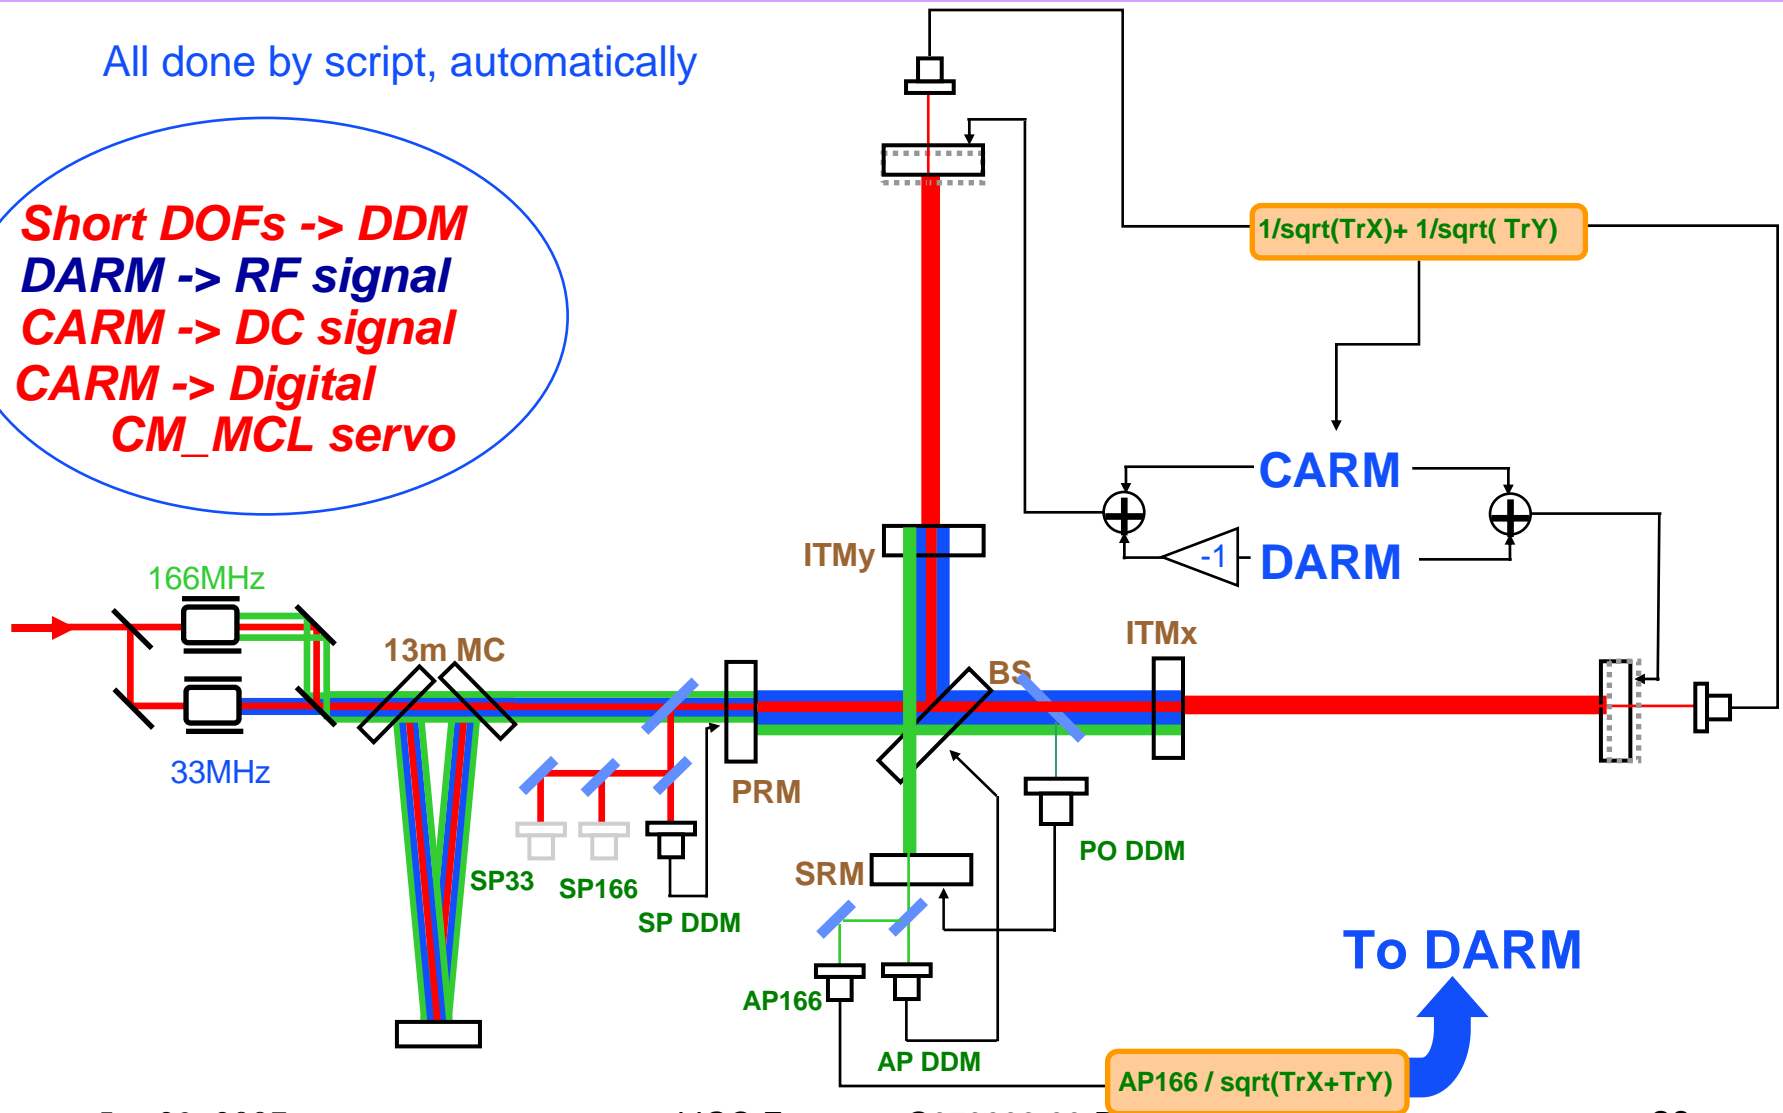 All done by script, automatically
Short DOFs -> DDM
DARM -> RF signal
CARM -> DC signal
CARM -> Digital
CM_MCL servo
1/sqrt(TrX)+ 1/sqrt( TrY)
CARM
-1
DARM
ITMy
166MHz
13m MC
ITMx
BS
33MHz
PRM
PO DDM
SRM
SP33
SP166
SP DDM
To DARM
AP166
AP DDM
AP166 / sqrt(TrX+TrY)